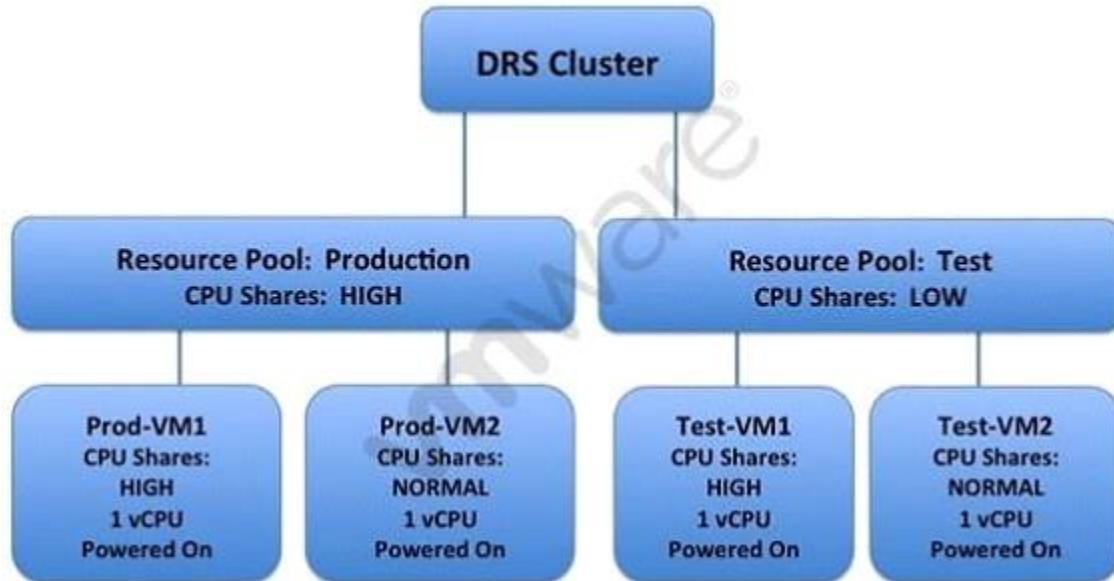 DRS Cluster
vmware®
Resource Pool: Production
CPU Shares: HIGH
Resource Pool: Test
CPU Shares: LOW
Prod-VM1
CPU Shares:
HIGH
1 vCPU
Powered On
Prod-VM2
CPU Shares:
NORMAL
1 vCPU
Powered On
Test-VM1
CPU Shares:
HIGH
1 vCPU
Powered On
Test-VM2
CPU Shares:
NORMAL
1 vCPU
Powered On